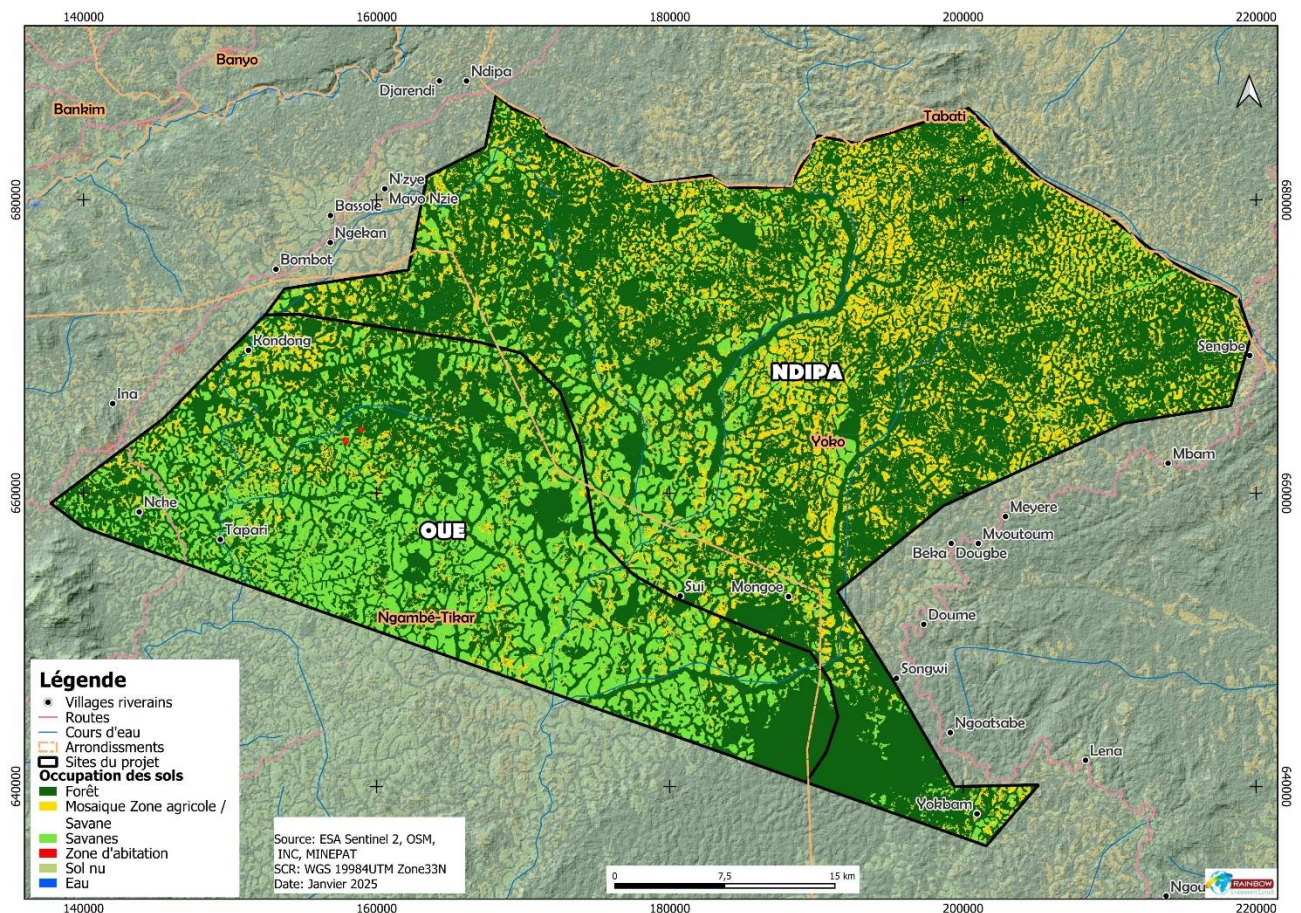 140000
160000
180000
200000
220000
Banyo
Bankim
Djarendi
Ndipa
Tabati
N'zye
Mayo Nzie
Bassole
Ngekan
Bombot
680000
680000
Kondong
Ina
NDIPA
Sengbe
Yoko
Mbam
660000
660000
Nche
Tapari
OUE
Meyere
Mvoutoum
Beka
Dougbe
Sui
Mongoe
Ngambé-Tikar
Doume
Songwi
Ngoatsabe
Lena
640000
640000
Yokbam
Ngou
Légende
Villages riverains
Routes
Cours d'eau
Arrondissments
Sites du projet
Occupation des sols
Forêt
Mosaique Zone agricole /
Savane
Savanes
Zone d'abitation
Sol nu
Eau
Source: ESA Sentinel 2, OSM,
INC, MINEPAT
SCR: WGS 19984UTM Zone33N
Date: Janvier 2025
0 7,5 15 km
RAINBOW
140000
160000
180000
200000
220000